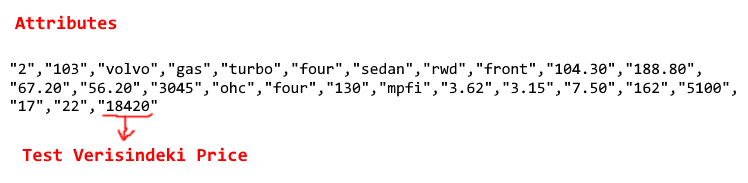 Attributes
"2","103","volvo","gas","turbo","four","sedan","rwd","front","104.30","188.80",
"67.20","56.20","3045","ohc","four","130","mpfi","3.62","3.15","7.50","162","5100",
"17","22","18420"
Test Verisindeki Price